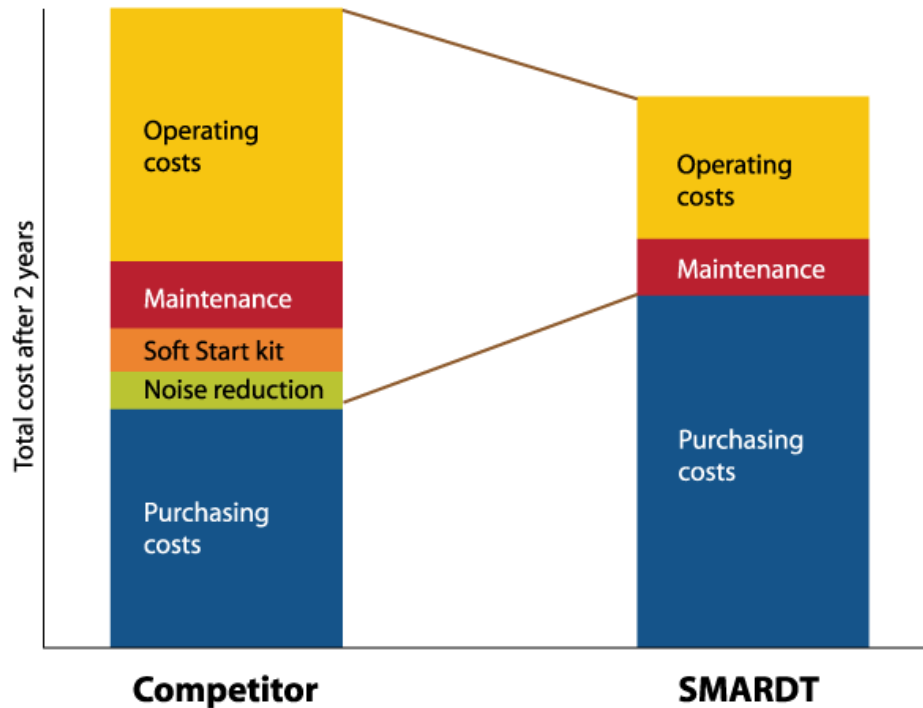 Total cost after 2 years
Operating
costs
Maintenance
Soft Start kit
Noise reduction
Purchasing
costs
Competitor
Operating
costs
Maintenance
Purchasing
costs
SMARDT